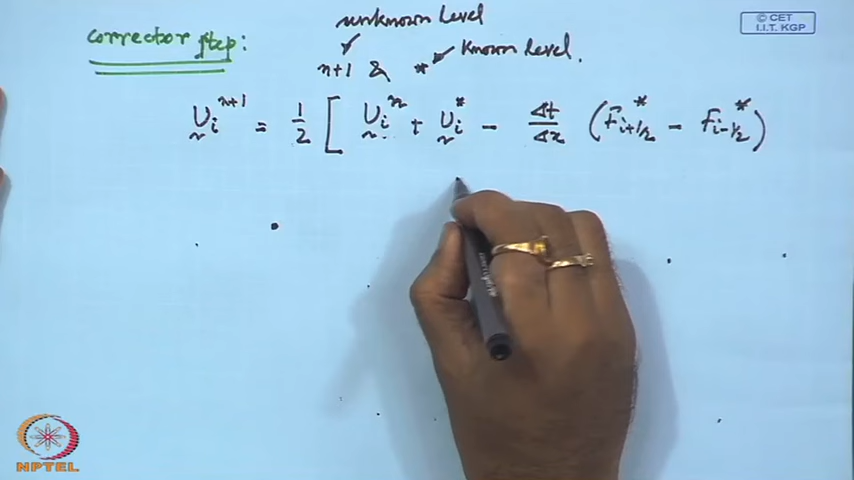 unknown level
© CET
I.I.T. KGP
corrector step:
n+1 & * Known level.
U_i^{n+1} = 1/2 [ U_i^n + U_i^* - Δt/Δx (F_{i+1/2}^* - F_{i-1/2}^*)
NPTEL